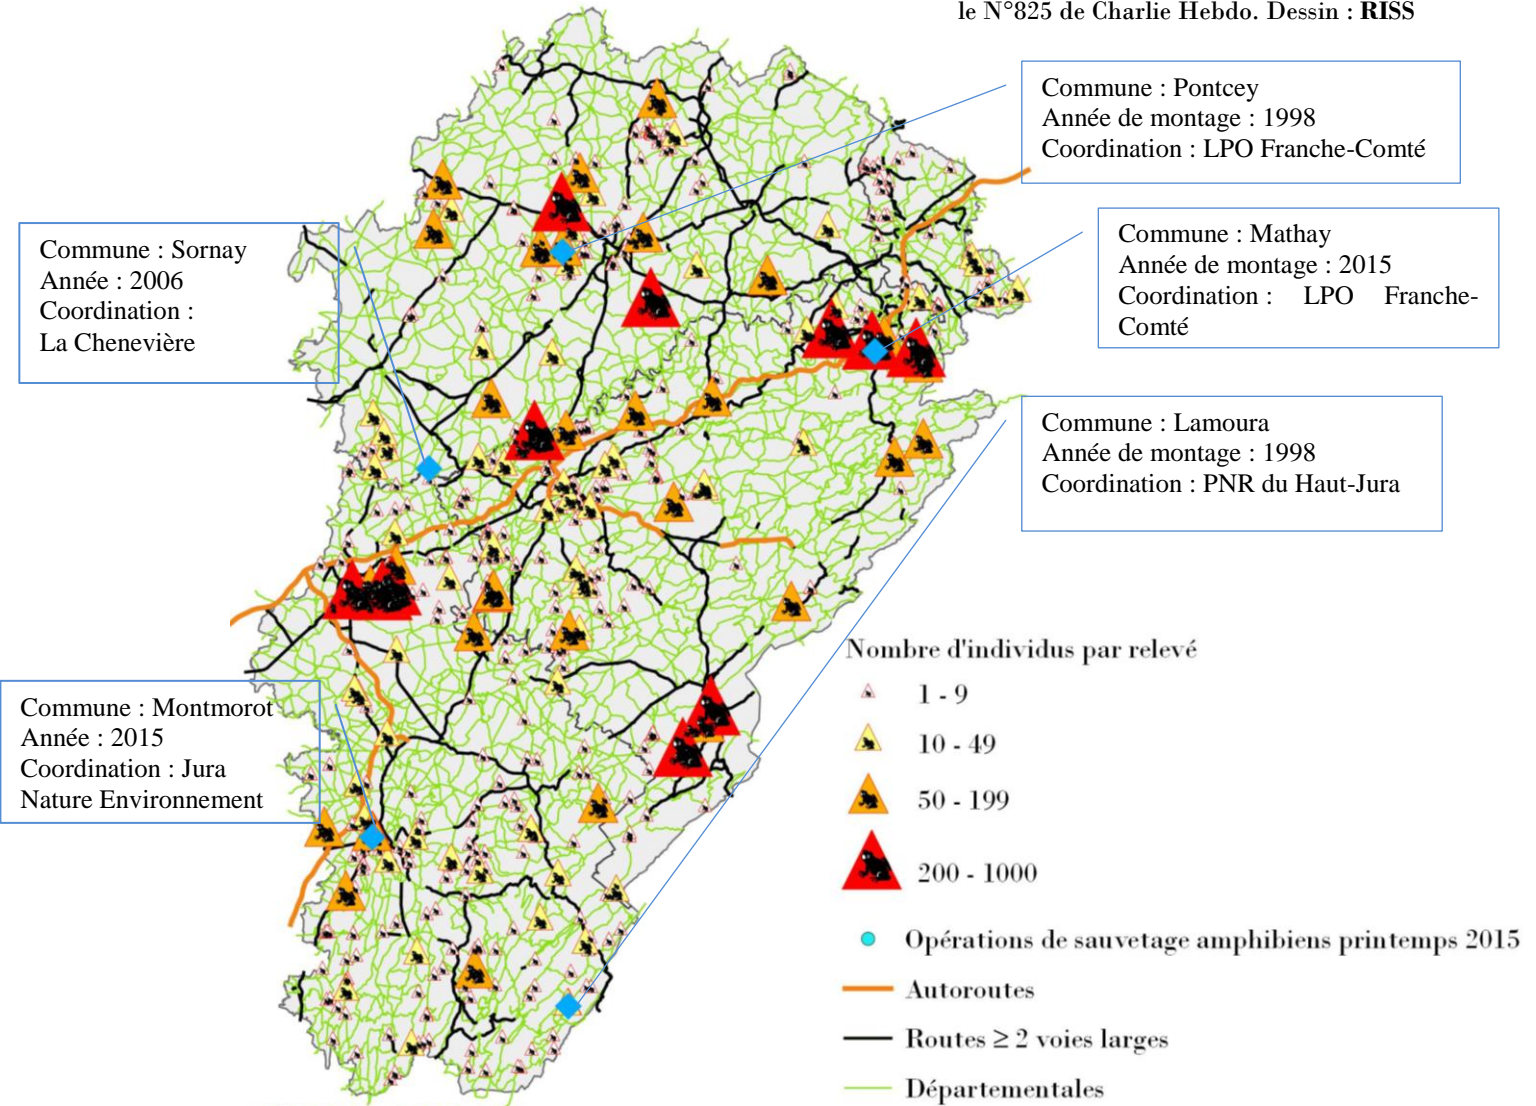 le N°825 de Charlie Hebdo. Dessin : RISS
Commune : Pontcey
Année de montage : 1998
Coordination : LPO Franche-Comté
Commune : Sornay
Année : 2006
Coordination :
La Chenevière
Commune : Mathay
Année de montage : 2015
Coordination : LPO Franche-
Comté
Commune : Lamoura
Année de montage : 1998
Coordination : PNR du Haut-Jura
Commune : Montmorot
Année : 2015
Coordination : Jura
Nature Environnement
Nombre d'individus par relevé
1 - 9
10 - 49
50 - 199
200 - 1000
Opérations de sauvetage amphibiens printemps 2015
Autoroutes
Routes ≥ 2 voies larges
Départementales